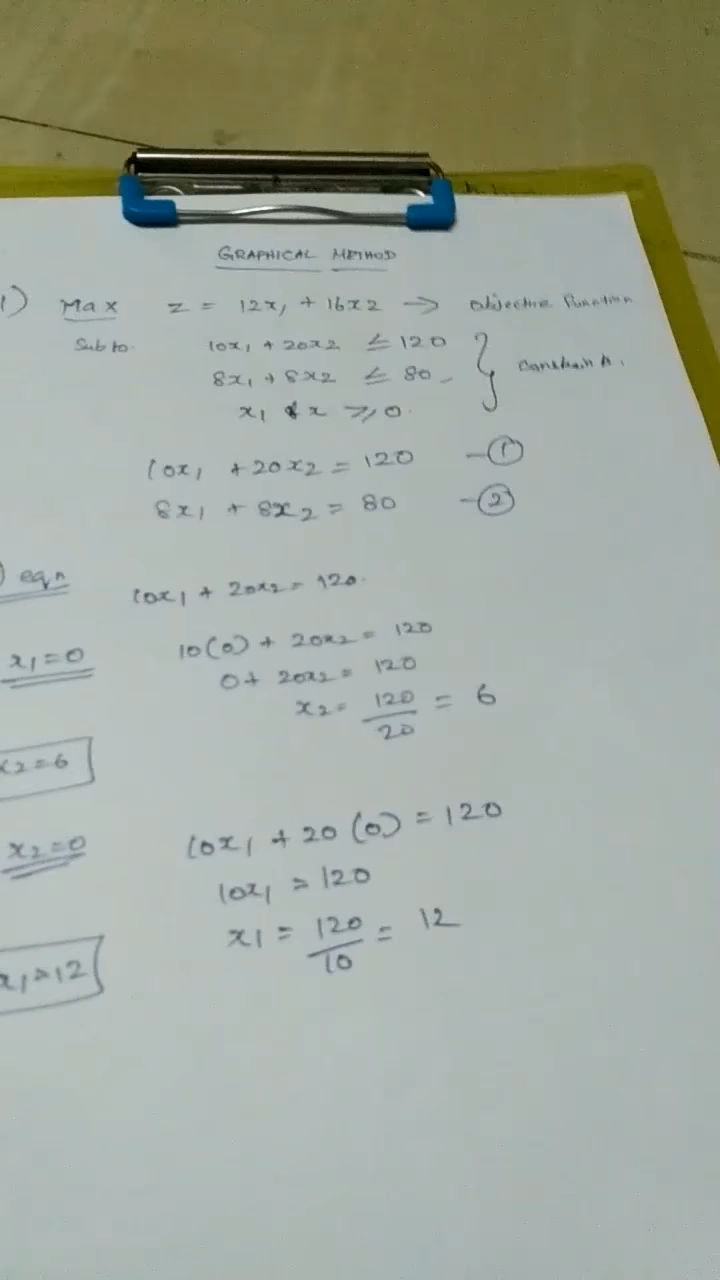 GRAPHICAL METHOD
1) Max z = 12x₁ + 16x2 → Objective Function
Sub to. 10x₁ + 20x2 ≤ 120
8x₁ + 8x2 ≤ 80
x₁ & x ≥ 0.
10x₁ + 20x2 = 120 -①
8x₁ + 8x₂ = 80 -②
) eqn 10x₁ + 20x2 = 120.
x₁=0 10(0) + 20x2 = 120
0+ 20x2 = 120
x2 = 120/20 = 6
x2=6
x2=0 10x₁ + 20(0) = 120
10x₁ = 120
x1 = 120/10 = 12
x₁=12